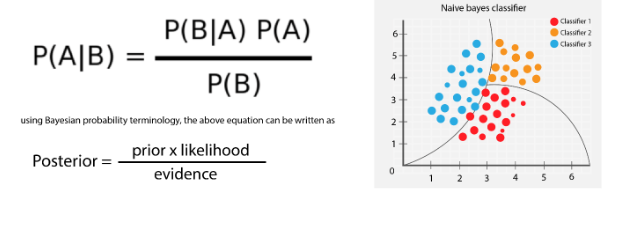 P(A|B) = P(B|A) P(A)
P(B)
using Bayesian probability terminology, the above equation can be written as
Posterior = prior x likelihood
evidence
Naive bayes classifier
Classifier 1
Classifier 2
Classifier 3
6
5
4
3
2
1
0
1 2 3 4 5 6